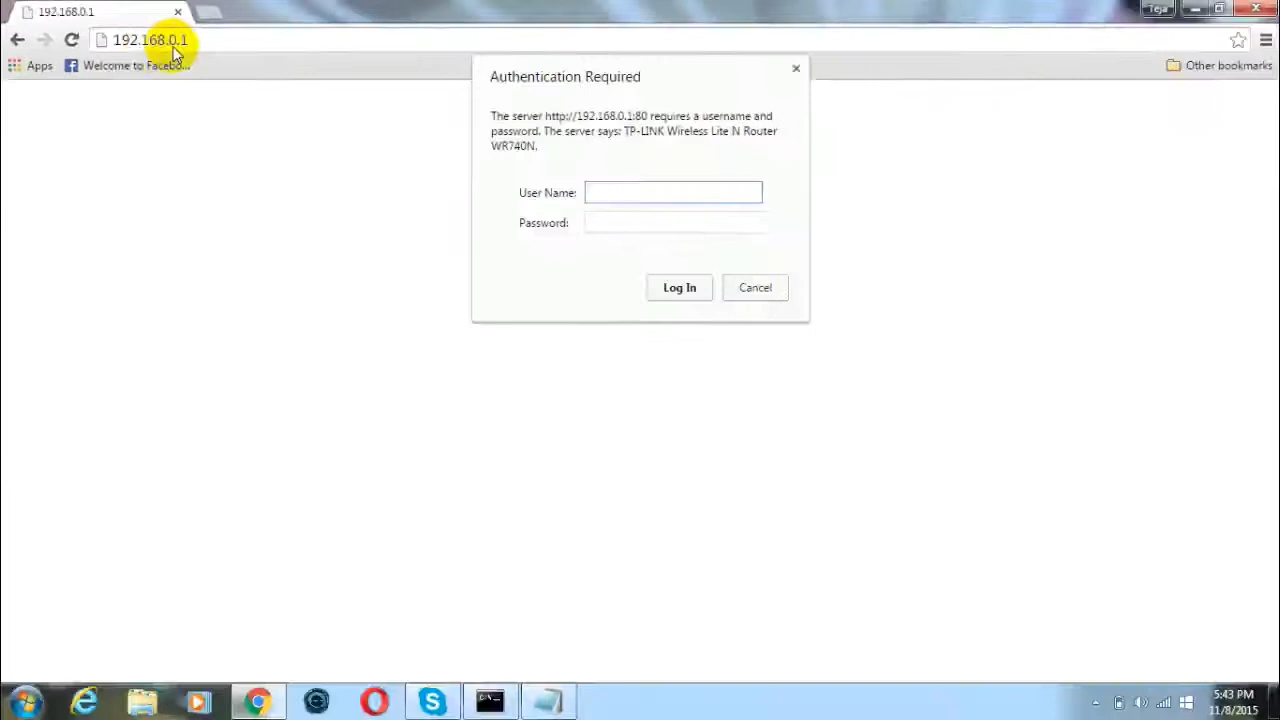 192.168.0.1
Teja
192.168.0.1
Apps
Welcome to Facebo...
Other bookmarks
Authentication Required
The server http://192.168.0.1:80 requires a username and
password. The server says: TP-LINK Wireless Lite N Router
WR740N.
User Name:
Password:
Log In
Cancel
5:43 PM
11/8/2015